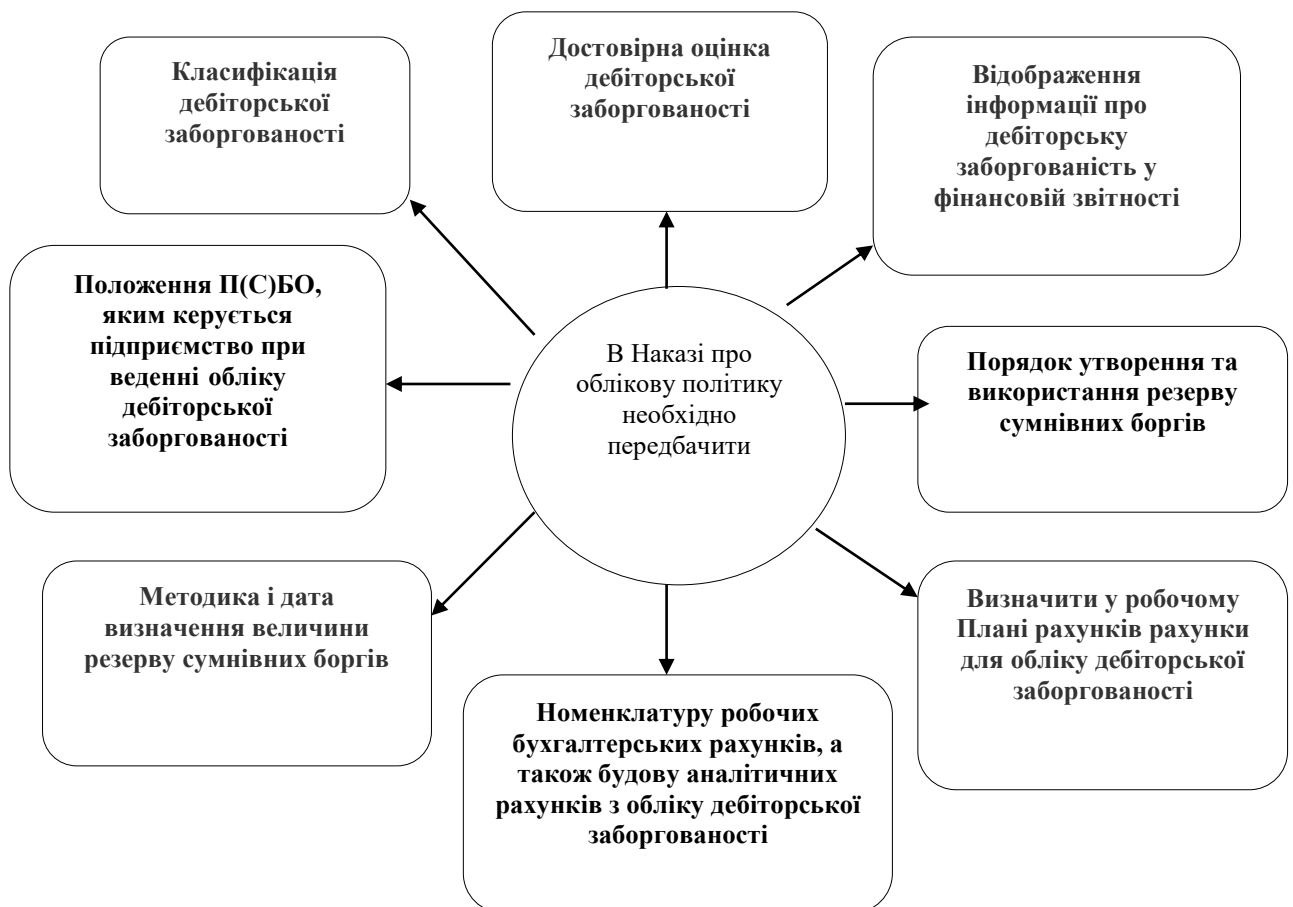 Класифікація
дебіторської
заборгованості
Достовірна оцінка
дебіторської
заборгованості
Відображення
інформації про
дебіторську
заборгованість у
фінансовій звітності
Положення П(С)БО,
яким керується
підприємство при
веденні обліку
дебіторської
заборгованості
В Наказі про
облікову політику
необхідно
передбачити
Порядок утворення та
використання резерву
сумнівних боргів
Методика і дата
визначення величини
резерву сумнівних боргів
Номенклатуру робочих
бухгалтерських рахунків, а
також будову аналітичних
рахунків з обліку дебіторської
заборгованості
Визначити у робочому
Плані рахунків рахунки
для обліку дебіторської
заборгованості